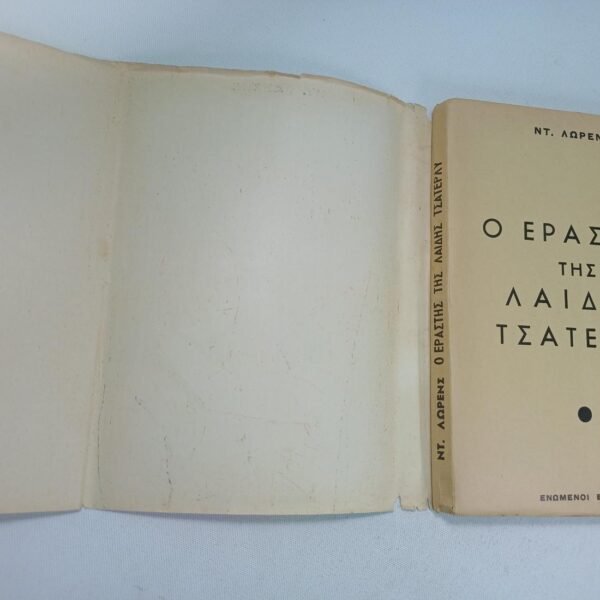 ΝΤ. ΛΩΡΕΝΣ Ο ΕΡΑΣΤΗΣ ΤΗΣ ΛΑΙΔΗΣ ΤΣΑΤΕΡΛΥ
ΝΤ. ΛΩΡΕΝ
Ο ΕΡΑΣ
ΤΗΣ
ΛΑΙΔ
ΤΣΑΤΕ
ΕΝΩΜΕΝΟΙ Ε